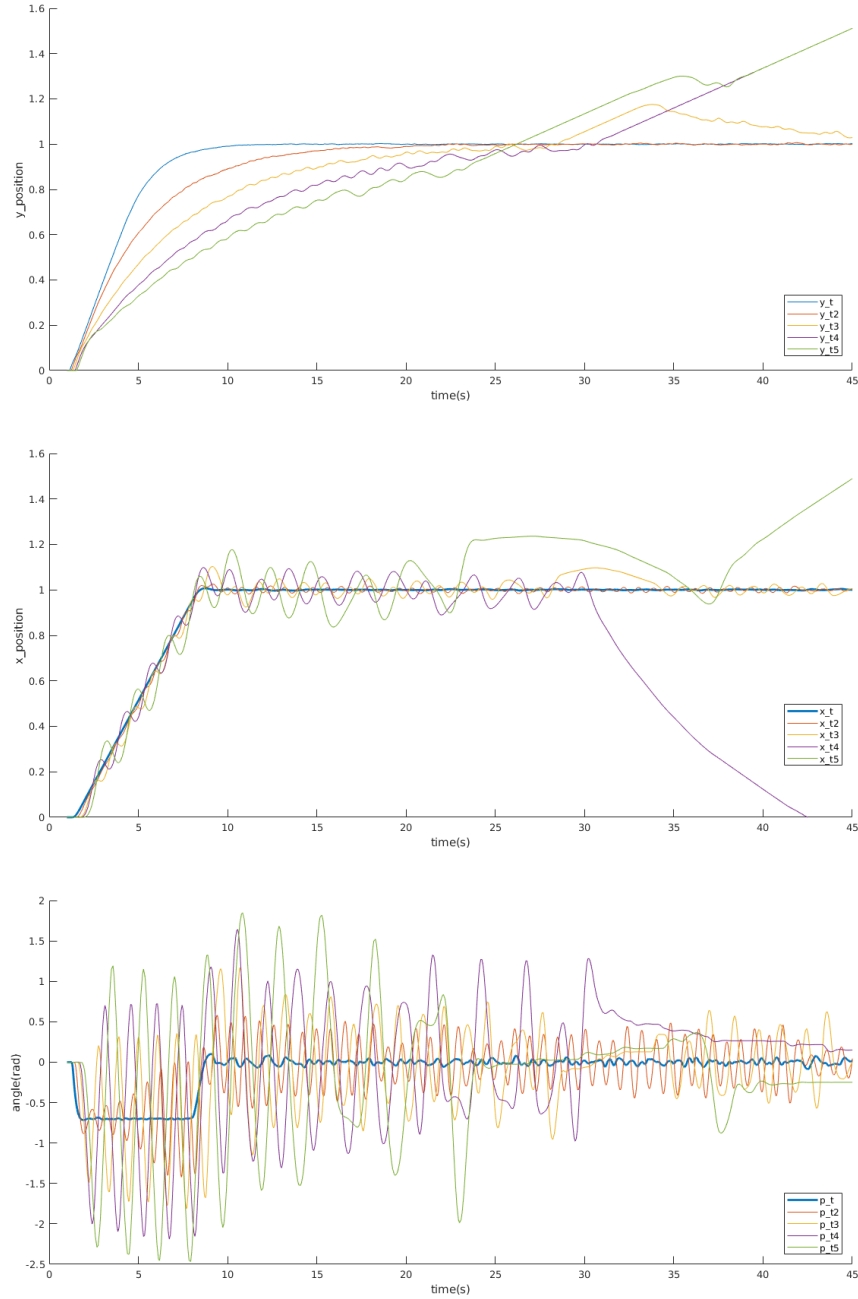 1.6
1.4
1.2
1
0.8
0.6
0.4
0.2
0
y_position
0 5 10 15 20 25 30 35 40 45
time(s)
y_t
y_t2
y_t3
y_t4
y_t5
1.6
1.4
1.2
1
0.8
0.6
0.4
0.2
0
x_position
0 5 10 15 20 25 30 35 40 45
time(s)
x_t
x_t2
x_t3
x_t4
x_t5
2
1.5
1
0.5
0
-0.5
-1
-1.5
-2
-2.5
angle(rad)
0 5 10 15 20 25 30 35 40 45
time(s)
p_t
p_t2
p_t3
p_t4
p_t5